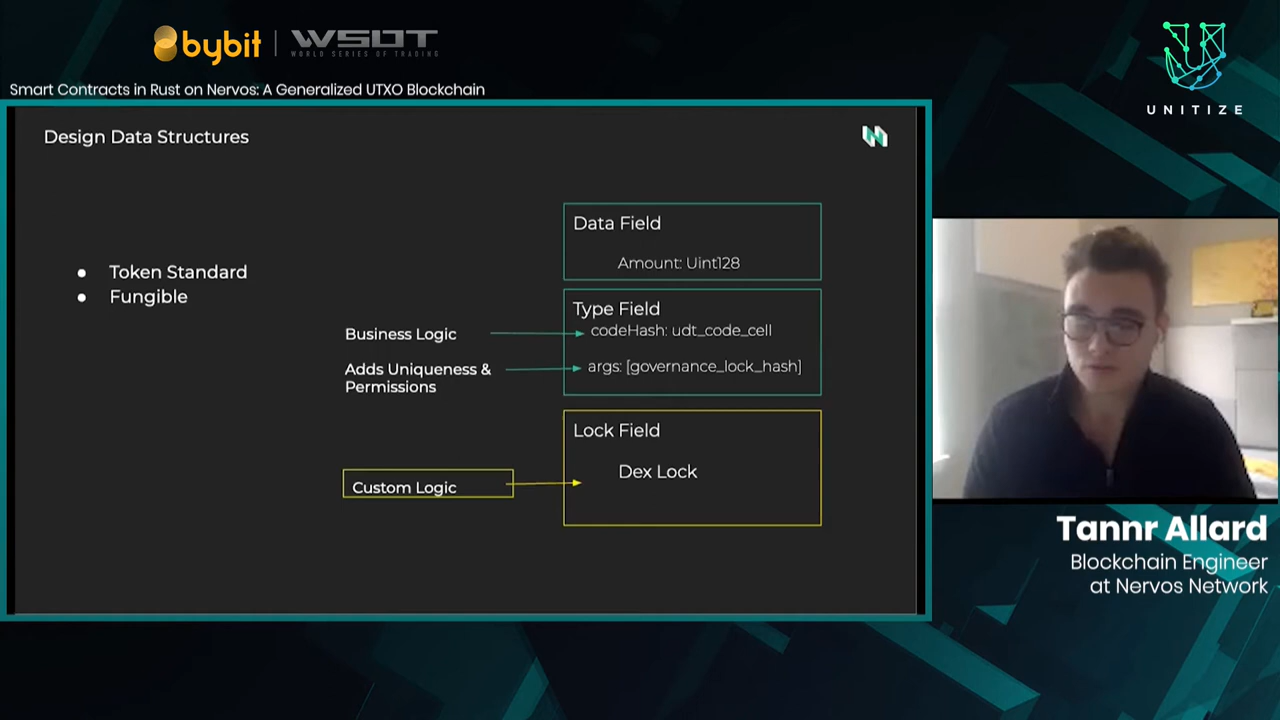 bybit | WSOT
WORLD SERIES OF TRADING
UNITIZE
Smart Contracts in Rust on Nervos: A Generalized UTXO Blockchain
Design Data Structures
Token Standard
Fungible
Data Field
Amount: Uint128
Type Field
Business Logic
codeHash: udt_code_cell
Adds Uniqueness &
Permissions
args: [governance_lock_hash]
Lock Field
Dex Lock
Custom Logic
Tannr Allard
Blockchain Engineer
at Nervos Network